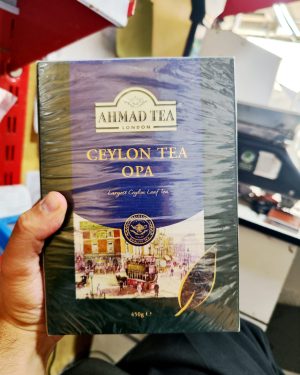 AHMAD TEA
LONDON
CEYLON TEA
OPA
Largest Ceylon Leaf Tea
450g ℮